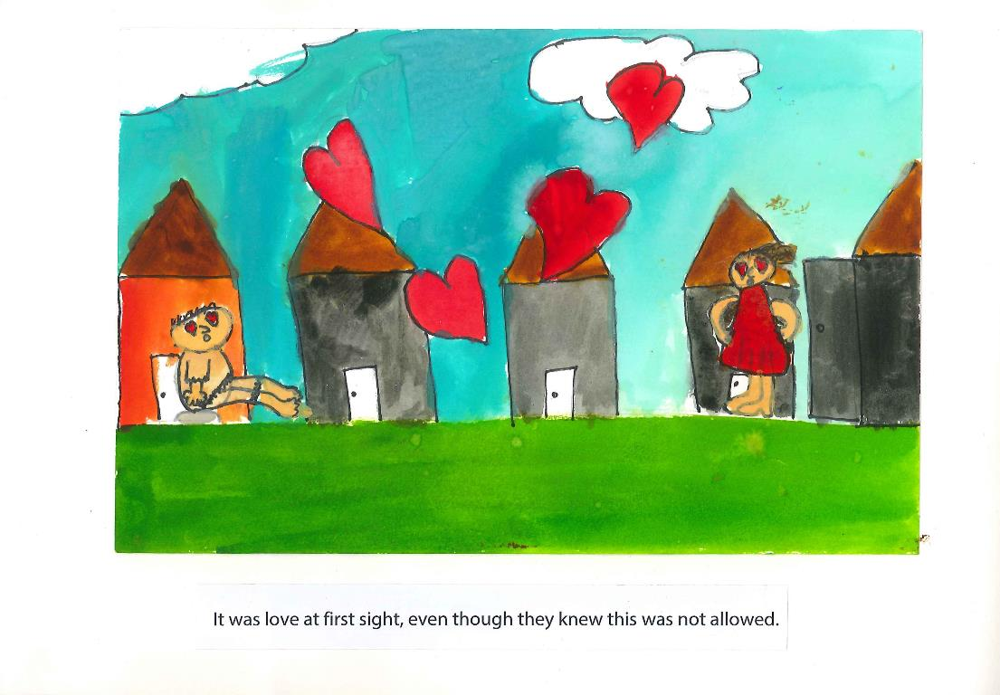 It was love at first sight, even though they knew this was not allowed.